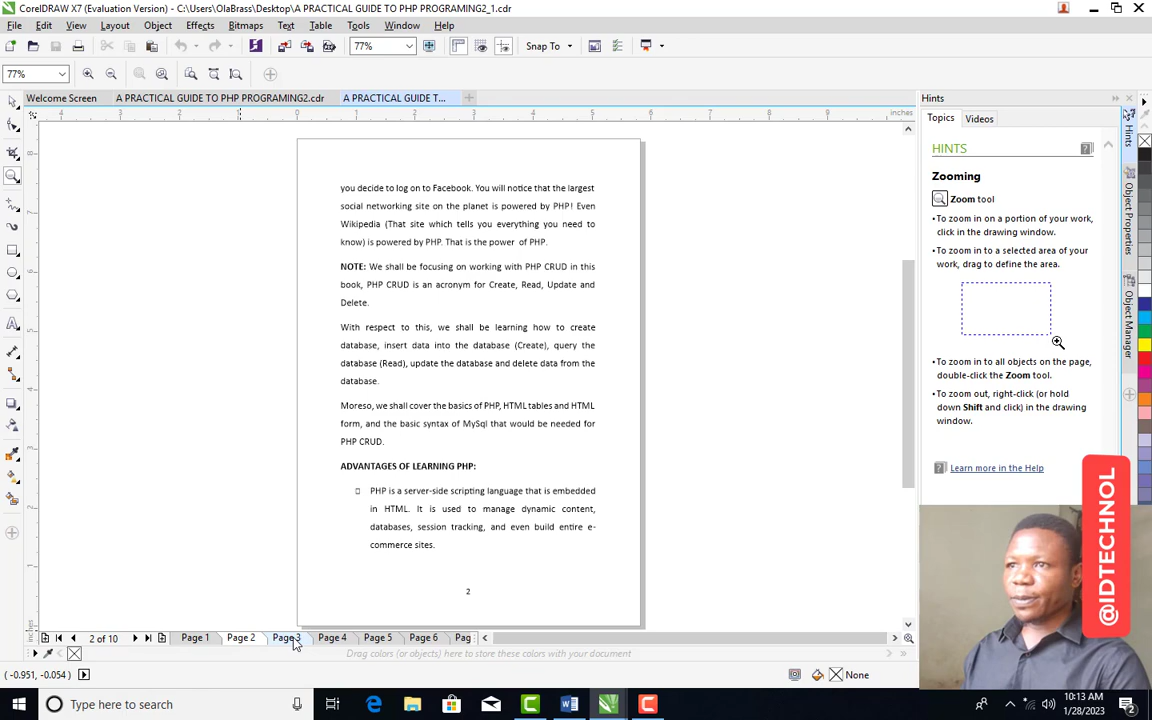 CorelDRAW X7 (Evaluation Version) - C:\Users\OlaBrass\Desktop\A PRACTICAL GUIDE TO PHP PROGRAMING2_1.cdr
File Edit View Layout Object Effects Bitmaps Text Table Tools Window Help
77% Snap To
77%
Welcome Screen A PRACTICAL GUIDE TO PHP PROGRAMING2.cdr A PRACTICAL GUIDE T...
inches
you decide to log on to Facebook. You will notice that the largest
social networking site on the planet is powered by PHP! Even
Wikipedia (That site which tells you everything you need to
know) is powered by PHP. That is the power of PHP.
NOTE: We shall be focusing on working with PHP CRUD in this
book, PHP CRUD is an acronym for Create, Read, Update and
Delete.
With respect to this, we shall be learning how to create
database, insert data into the database (Create), query the
database (Read), update the database and delete data from the
database.
Moreso, we shall cover the basics of PHP, HTML tables and HTML
form, and the basic syntax of MySql that would be needed for
PHP CRUD.
ADVANTAGES OF LEARNING PHP:
PHP is a server-side scripting language that is embedded
in HTML. It is used to manage dynamic content,
databases, session tracking, and even build entire e-
commerce sites.
2
Hints
Topics Videos
HINTS
Zooming
Zoom tool
•To zoom in on a portion of your work,
click in the drawing window.
•To zoom in to a selected area of your
work, drag to define the area.
•To zoom in to all objects on the page,
double-click the Zoom tool.
•To zoom out, right-click (or hold
down Shift and click) in the drawing
window.
Learn more in the Help
Hints
Object Properties
Object Manager
@IDTECHNOL
2 of 10 Page 1 Page 2 Page 3 Page 4 Page 5 Page 6 Pag
Drag colors (or objects) here to store these colors with your document
(-0.951, -0.054) None
Type here to search
10:13 AM
1/28/2023
2